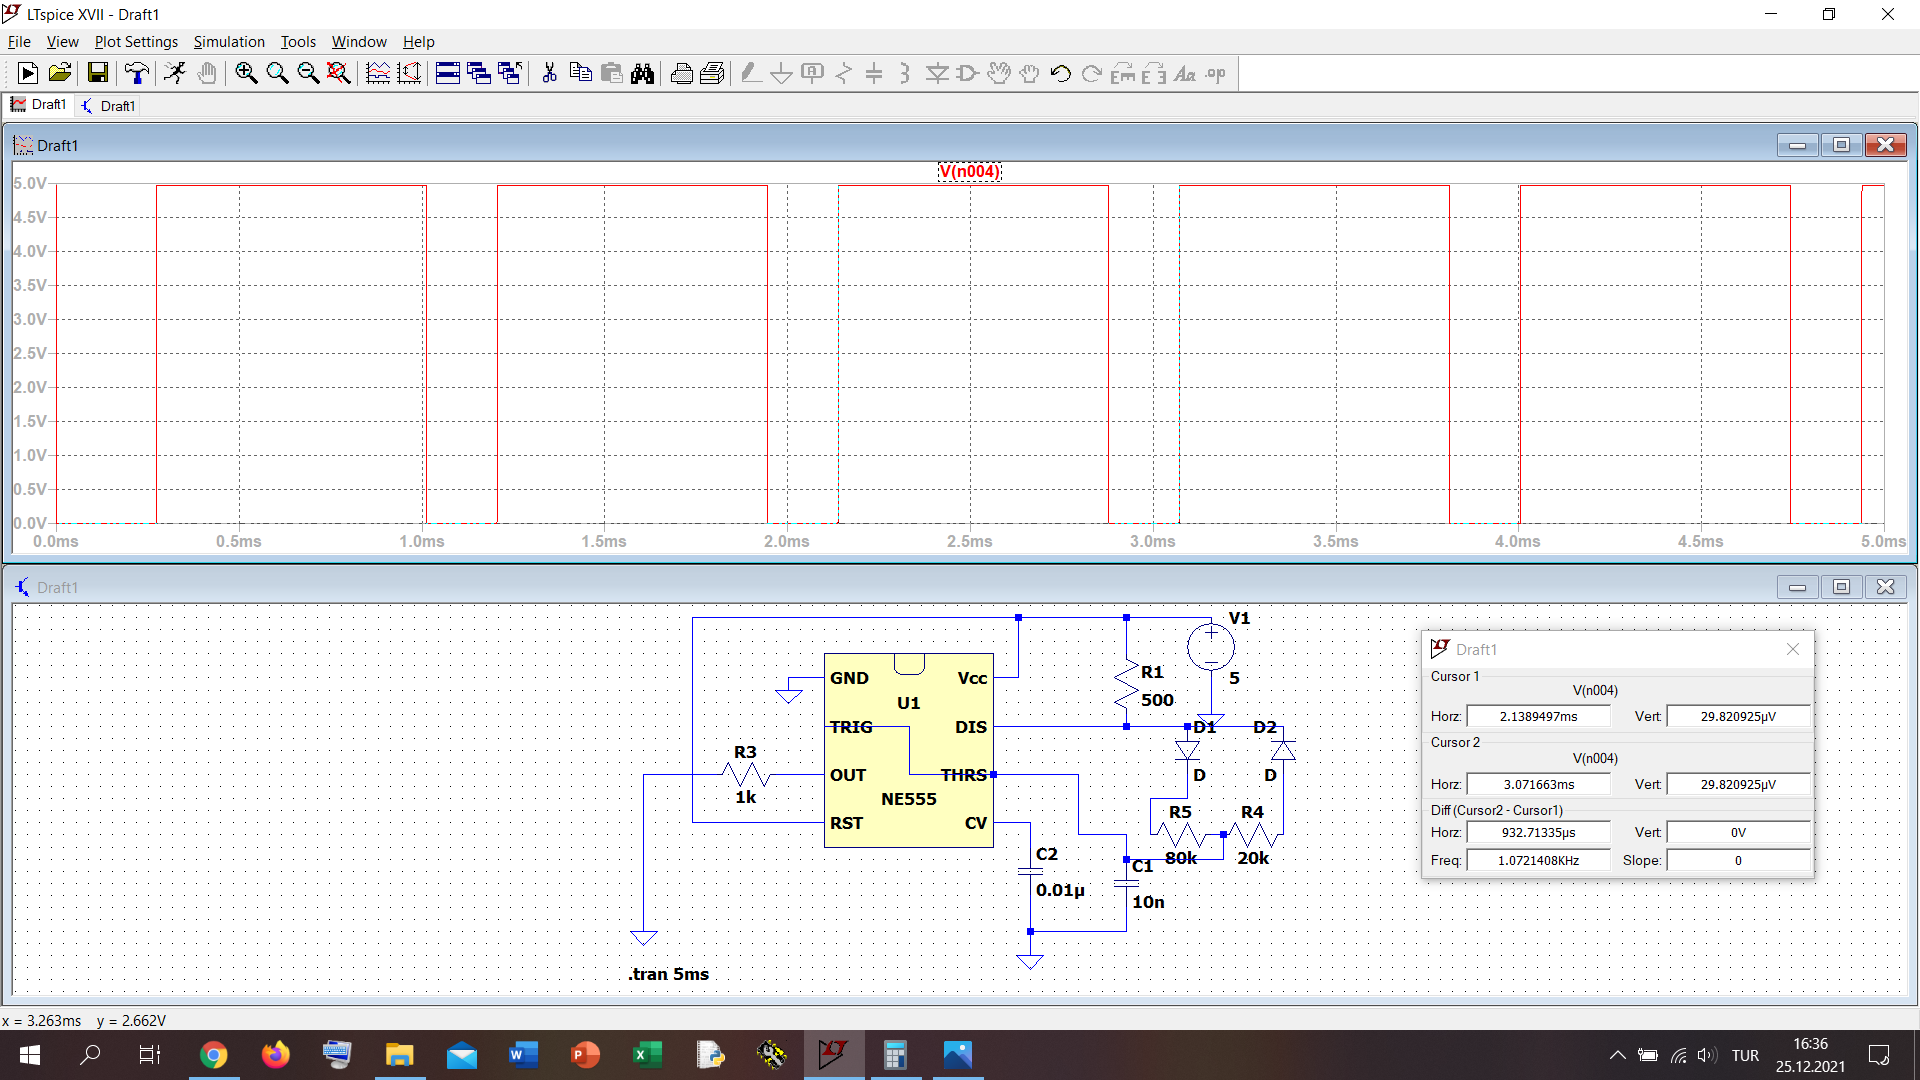 LTspice XVII - Draft1
File View Plot Settings Simulation Tools Window Help
Draft1 Draft1
Draft1
V(n004)
5.0V
4.5V
4.0V
3.5V
3.0V
2.5V
2.0V
1.5V
1.0V
0.5V
0.0V
0.0ms 0.5ms 1.0ms 1.5ms 2.0ms 2.5ms 3.0ms 3.5ms 4.0ms 4.5ms 5.0ms
Draft1
V1
5
R1
500
GND Vcc
U1
TRIG DIS
D1 D2
R3
1k
OUT THRS
D D
NE555
RST CV
R5 R4
80k 20k
C2
0.01µ
C1
10n
.tran 5ms
Draft1
Cursor 1
V(n004)
Horz: 2.1389497ms Vert: 29.820925µV
Cursor 2
V(n004)
Horz: 3.071663ms Vert: 29.820925µV
Diff (Cursor2 - Cursor1)
Horz: 932.71335µs Vert: 0V
Freq: 1.0721408KHz Slope: 0
x = 3.263ms y = 2.662V
TUR
16:36
25.12.2021